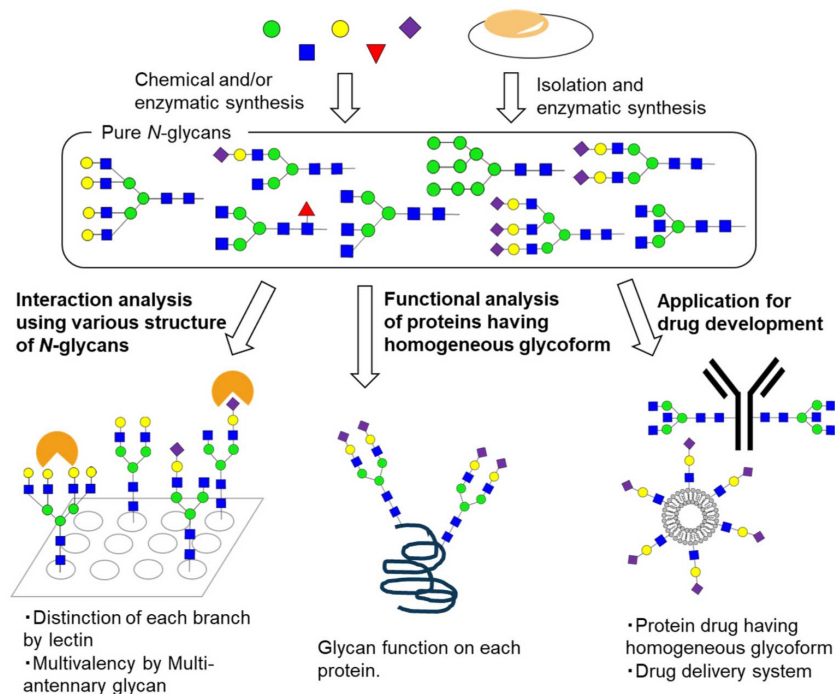 Chemical and/or
enzymatic synthesis
Isolation and
enzymatic synthesis
Pure N-glycans
Interaction analysis
using various structure
of N-glycans
Functional analysis
of proteins having
homogeneous glycoform
Application for
drug development
・Distinction of each branch
by lectin
・Multivalency by Multi-
antennary glycan
Glycan function on each
protein.
・Protein drug having
homogeneous glycoform
・Drug delivery system